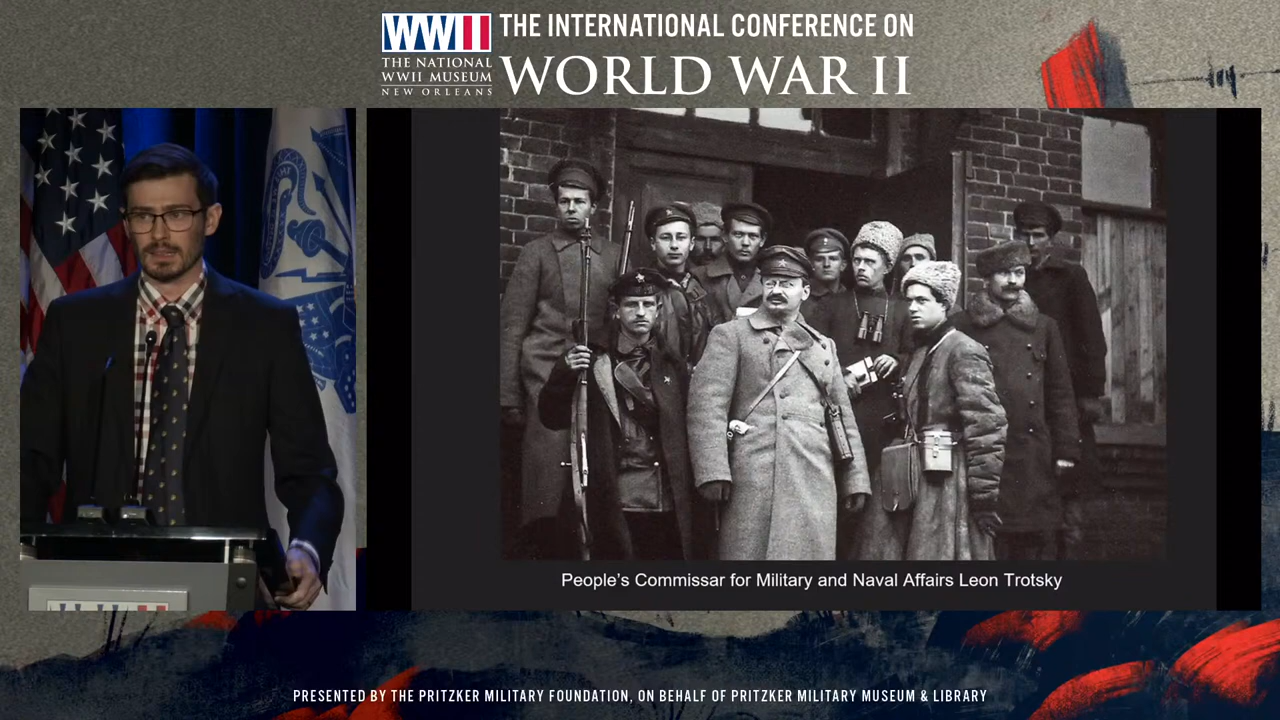 WWII
THE NATIONAL
WWII MUSEUM
NEW ORLEANS
THE INTERNATIONAL CONFERENCE ON
WORLD WAR II
People's Commissar for Military and Naval Affairs Leon Trotsky
PRESENTED BY THE PRITZKER MILITARY FOUNDATION, ON BEHALF OF PRITZKER MILITARY MUSEUM & LIBRARY